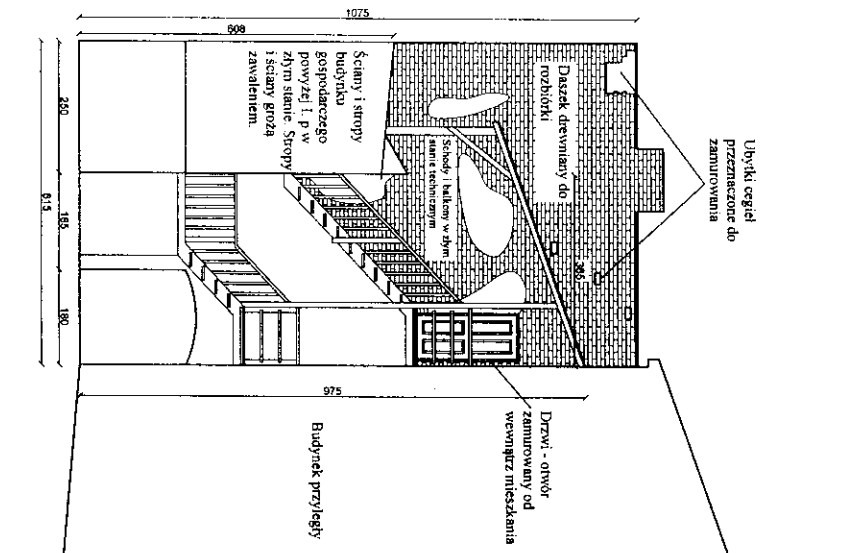 Ubytki cegieł
przeznaczone do
zamurowania
Daszek drewniany do
rozbiórki
385
Ściany i stropy
budynku
gospodarczego
powyżej I. p w
złym stanie. Stropy
i ściany grożą
zawaleniem.
Schody i balkony w złym
stanie technicznym
Drzwi - otwór
zamurowany od
wewnątrz mieszkania
Budynek przyległy
1075
608
975
250
185
180
615